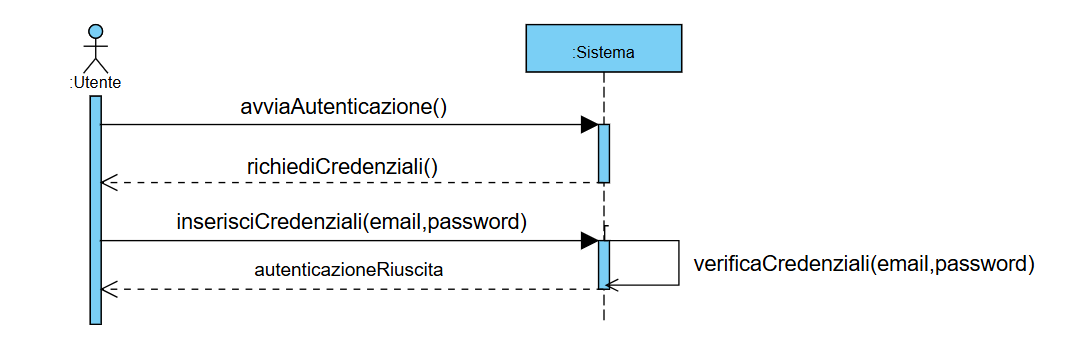 :Utente
:Sistema
avviaAutenticazione()
richiediCredenziali()
inserisciCredenziali(email,password)
verificaCredenziali(email,password)
autenticazioneRiuscita